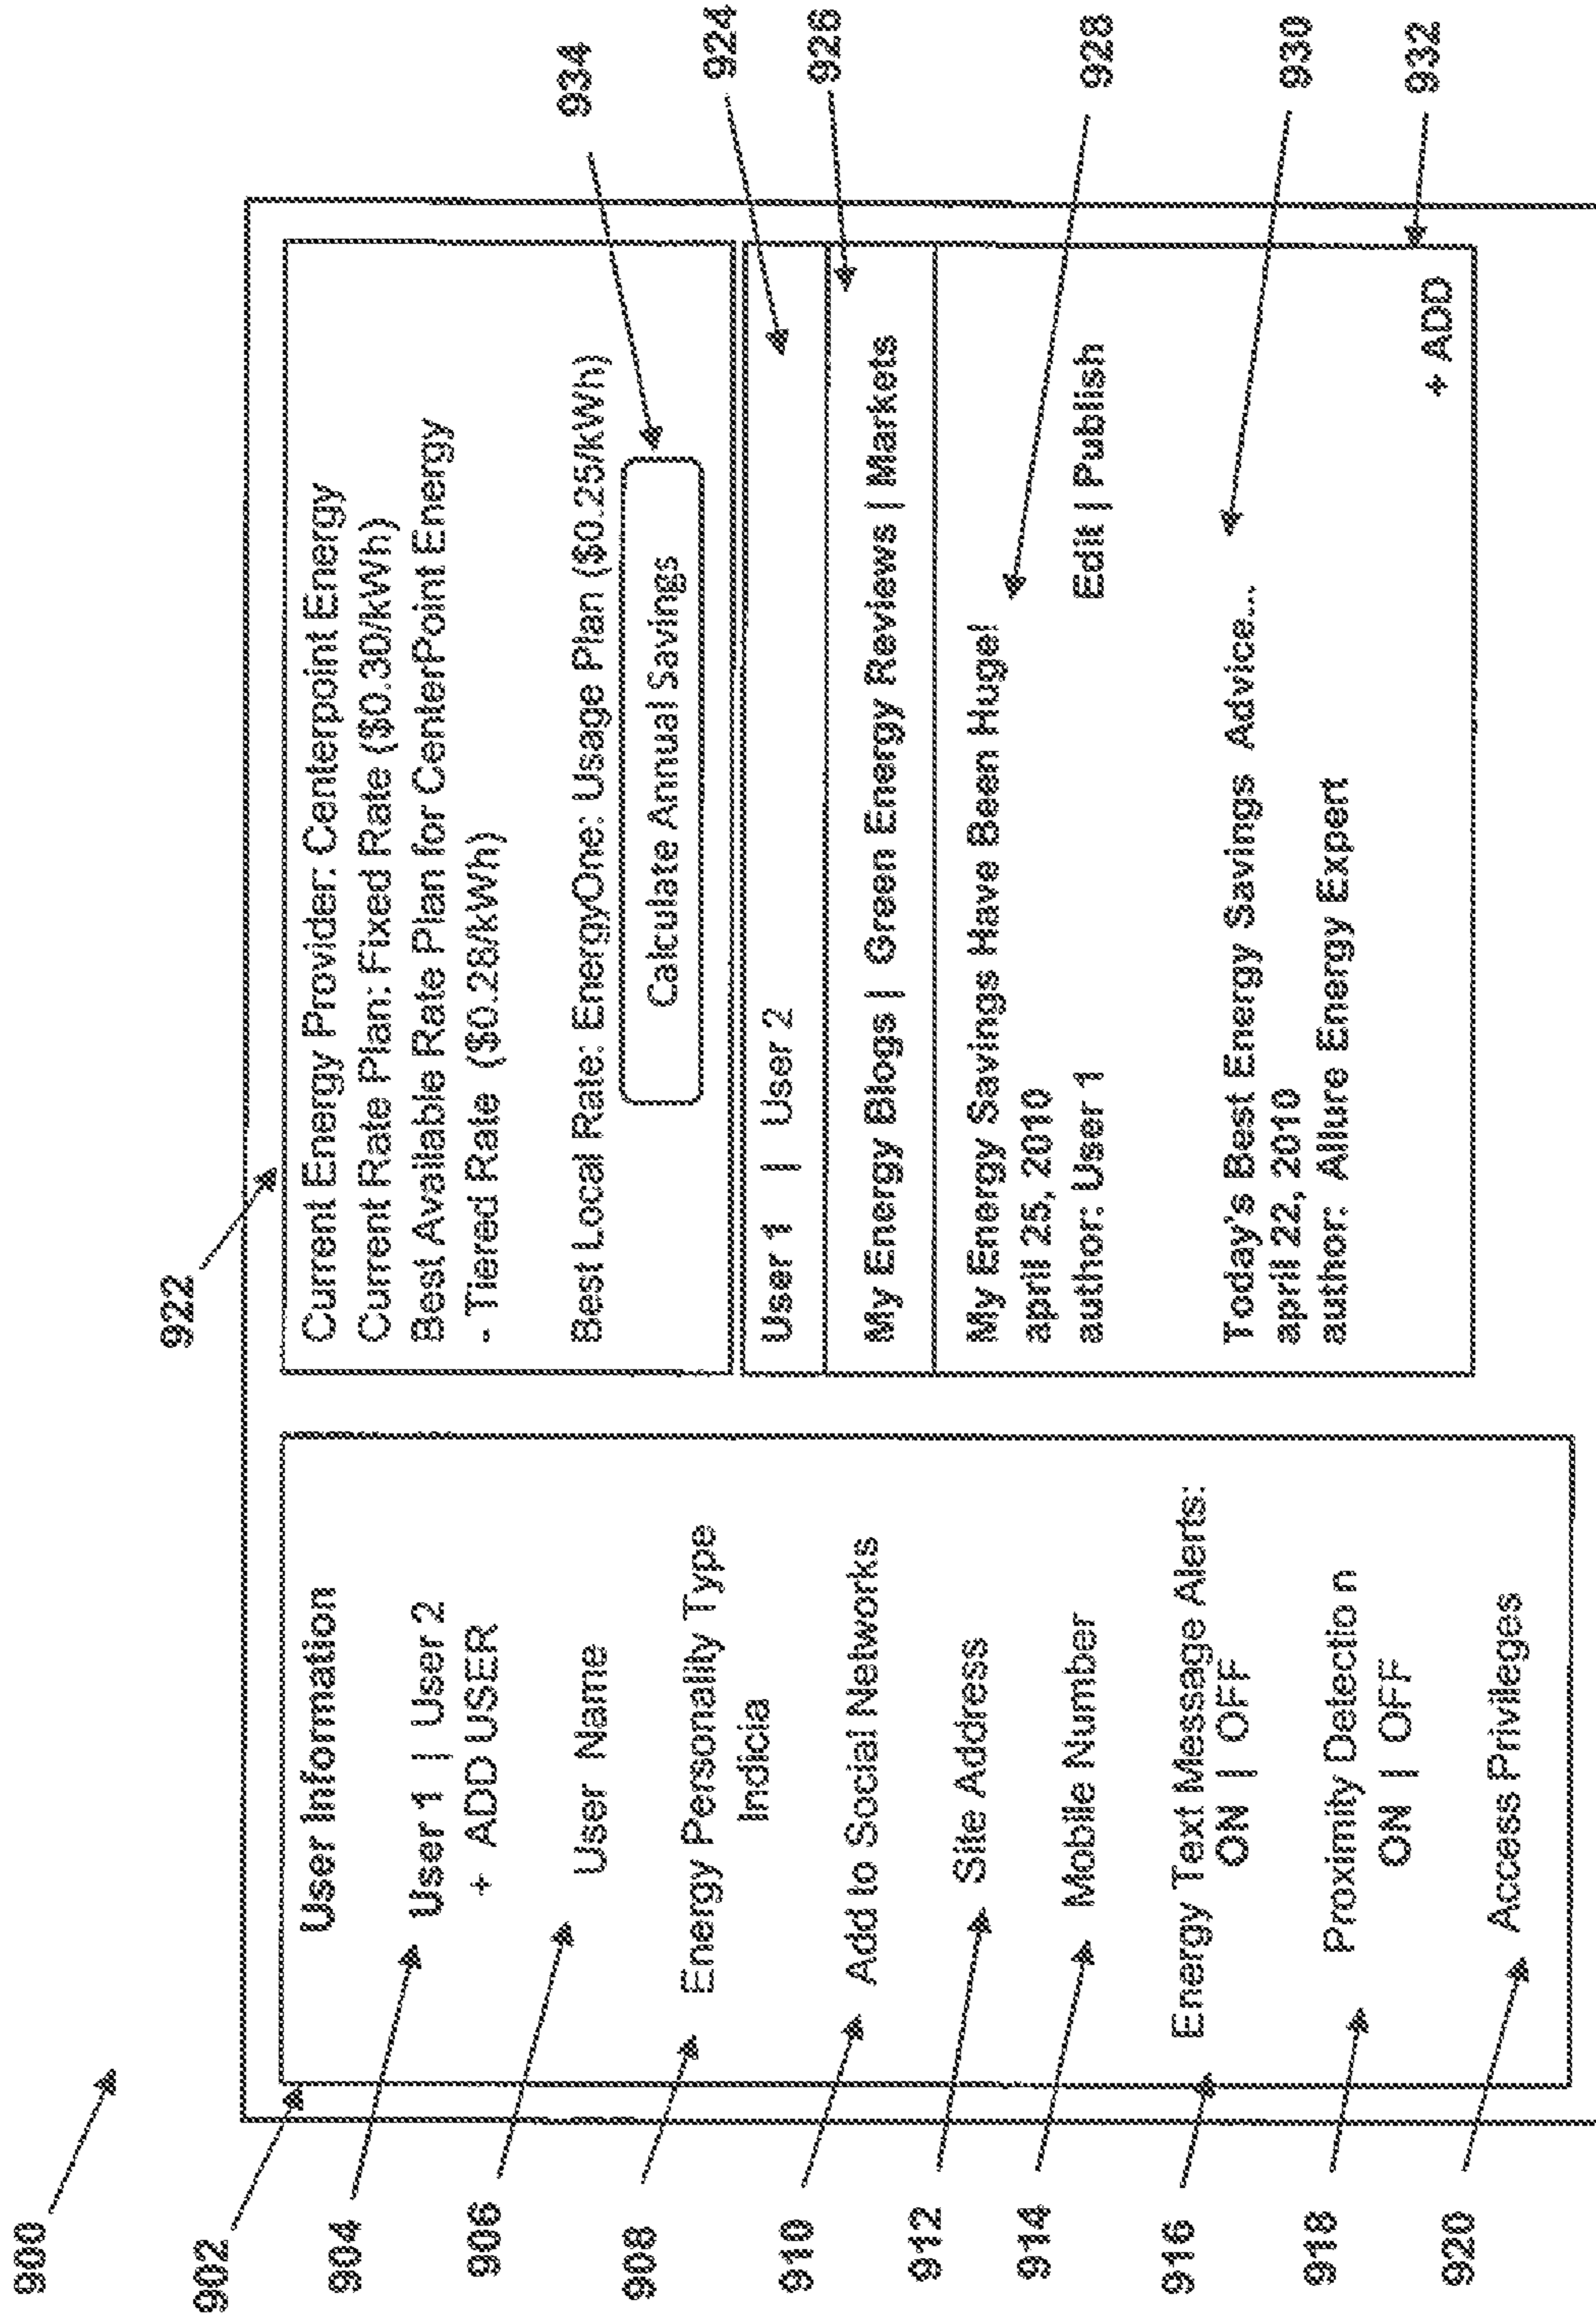 900
902
904
906
908
910
912
914
916
918
920
User Information
User 1 | User 2
+ ADD USER
User Name
Energy Personality Type
Indicia
Add to Social Networks
Site Address
Mobile Number
Energy Text Message Alerts:
ON | OFF
Proximity Detection
ON | OFF
Access Privileges
922
Current Energy Provider: Centerpoint Energy
Current Rate Plan: Fixed Rate ($0.30/kWh)
Best Available Rate Plan for CenterPoint Energy
- Tiered Rate ($0.28/kWh)
Best Local Rate: EnergyOne: Usage Plan ($0.25/kWh)
Calculate Annual Savings
User 1 | User 2
My Energy Blogs | Green Energy Reviews | Markets
My Energy Savings Have Been Huge!
april 25, 2010
author: User 1 Edit | Publish
Today's Best Energy Savings Advice...
april 22, 2010
author: Allure Energy Expert
+ ADD
934
924
926
928
930
932